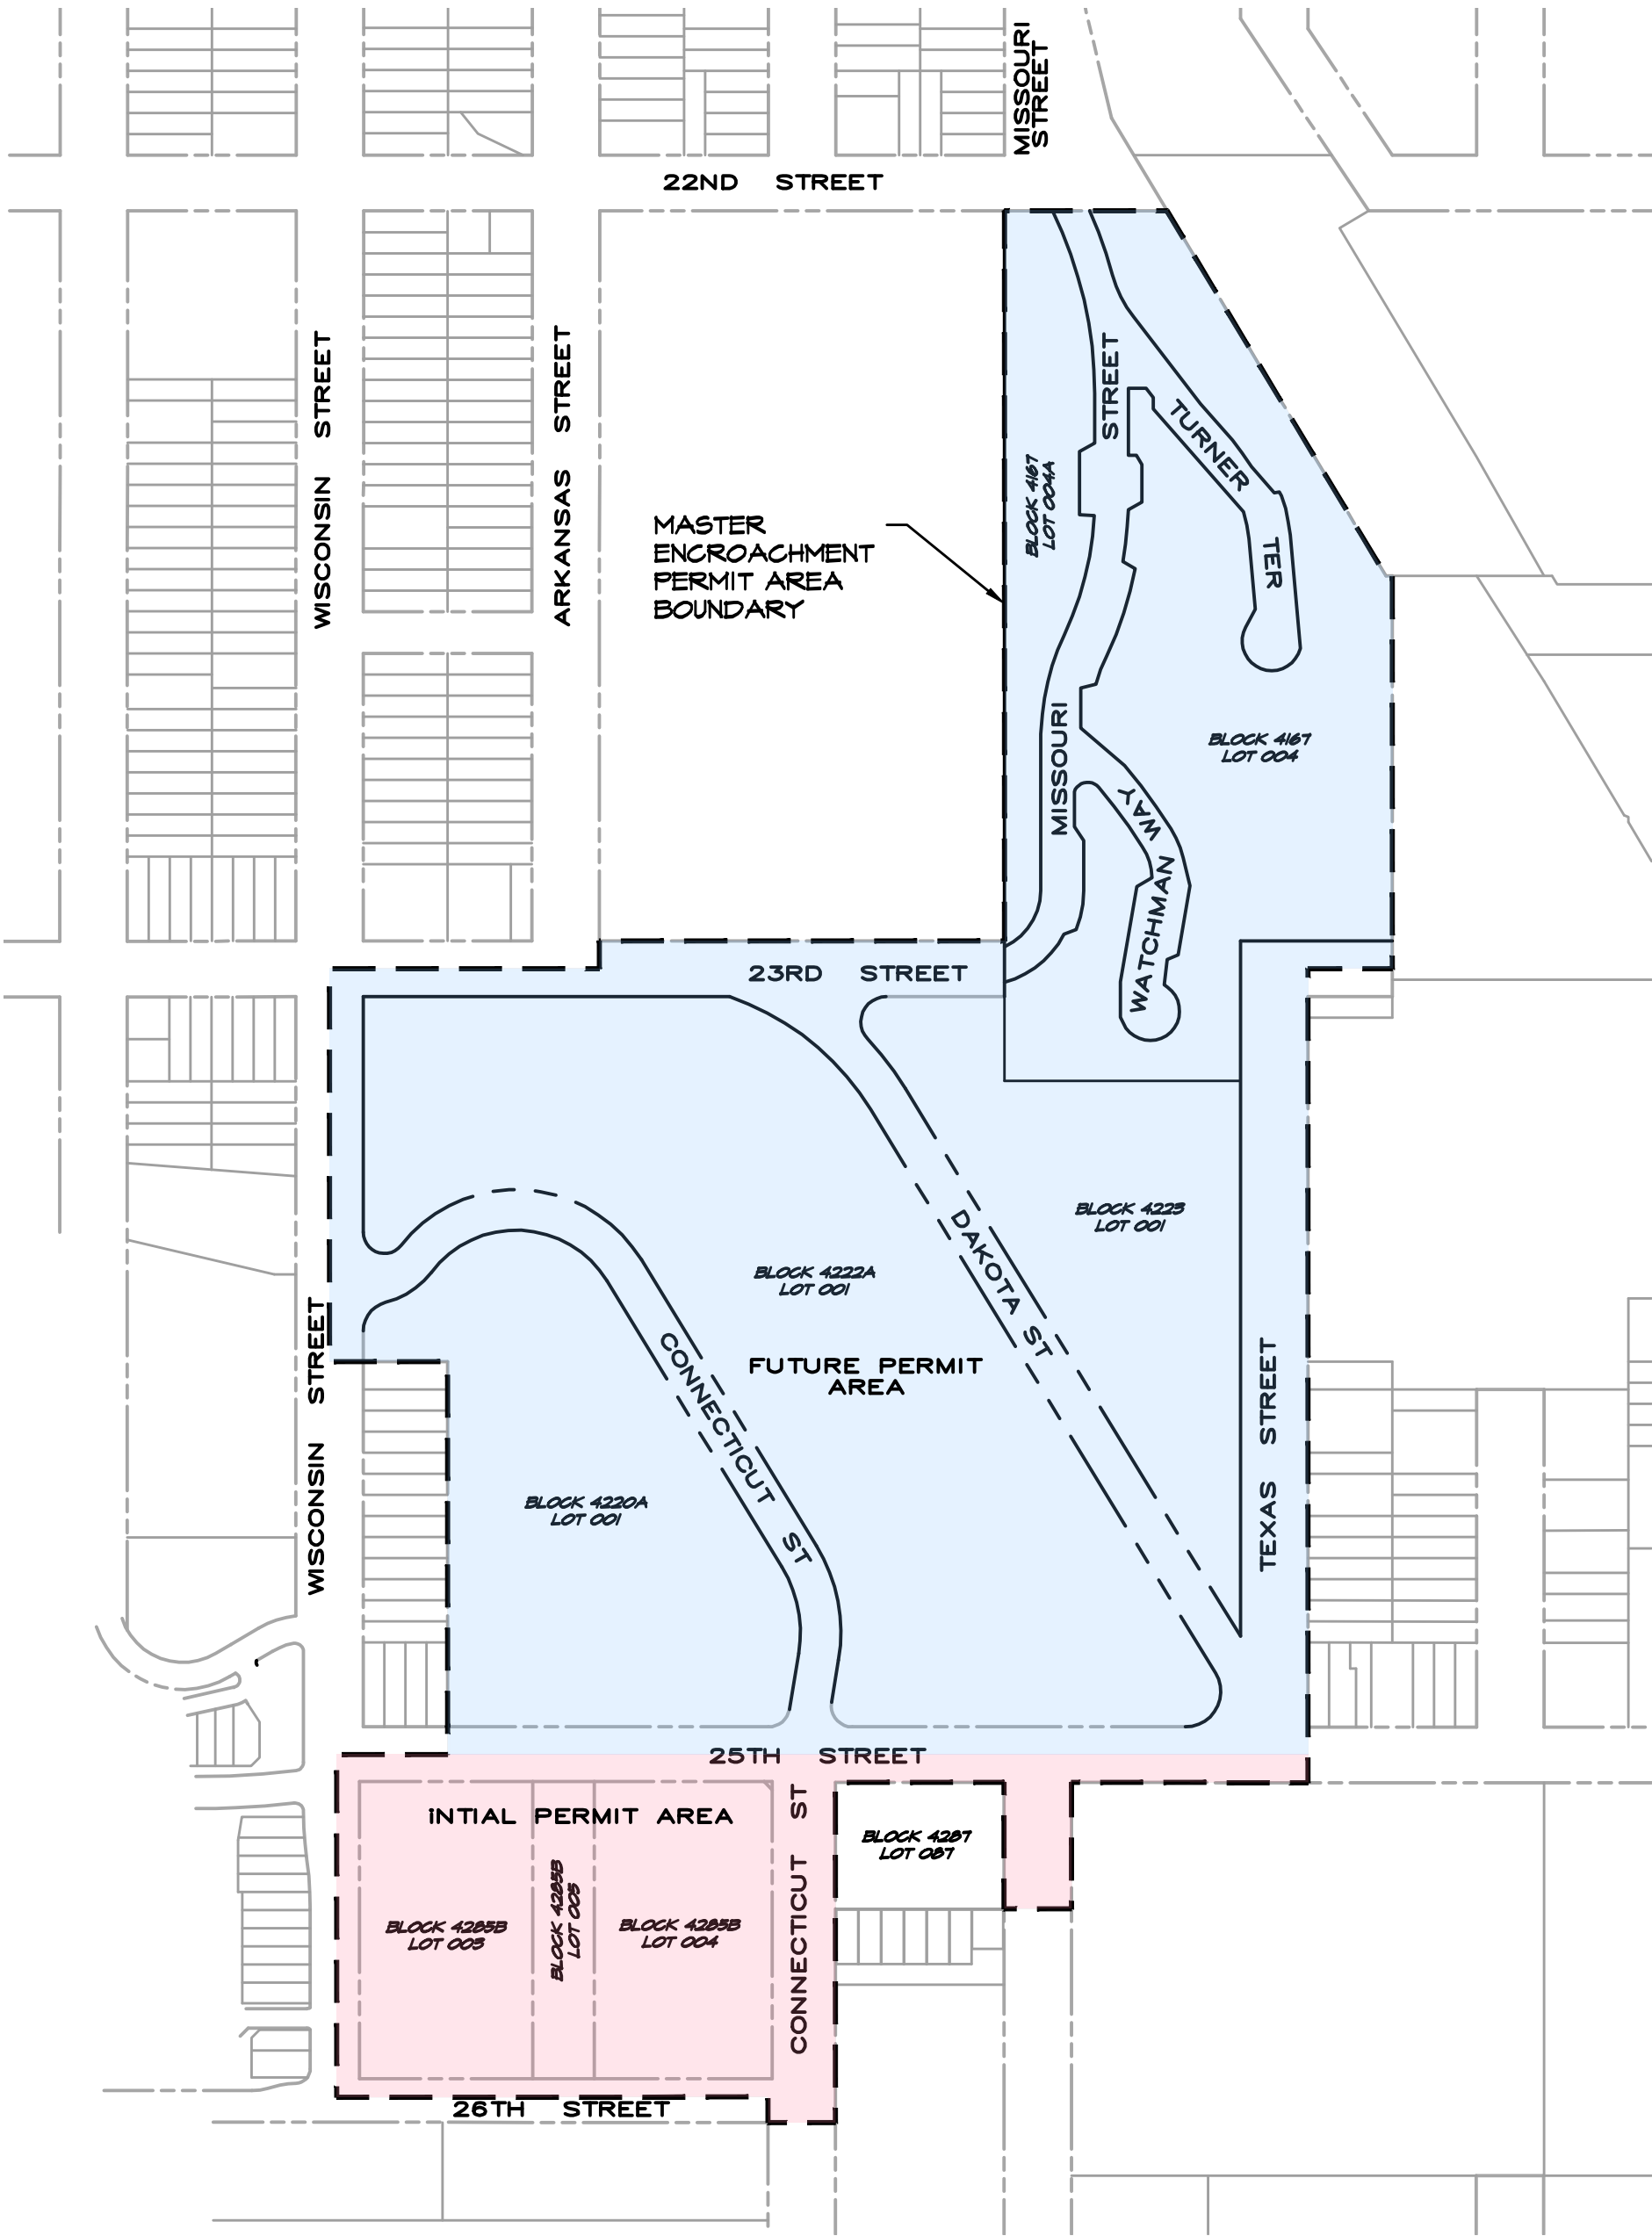 MISSOURI
STREET
22ND STREET
WISCONSIN STREET
ARKANSAS STREET
STREET
TURNER
TER
BLOCK 4167
LOT 004A
MASTER
ENCROACHMENT
PERMIT AREA
BOUNDARY
MISSOURI
BLOCK 4167
LOT 004
WAY
WATCHMAN
23RD STREET
BLOCK 4223
LOT 001
DAKOTA ST
BLOCK 4222A
LOT 001
WISCONSIN STREET
CONNECTICUT ST
FUTURE PERMIT
AREA
TEXAS STREET
BLOCK 4220A
LOT 001
25TH STREET
iNTIAL PERMIT AREA
CONNECTICUT ST
BLOCK 4287
LOT 087
BLOCK 4285B
LOT 003
BLOCK 4285B
LOT 005
BLOCK 4285B
LOT 004
26TH STREET